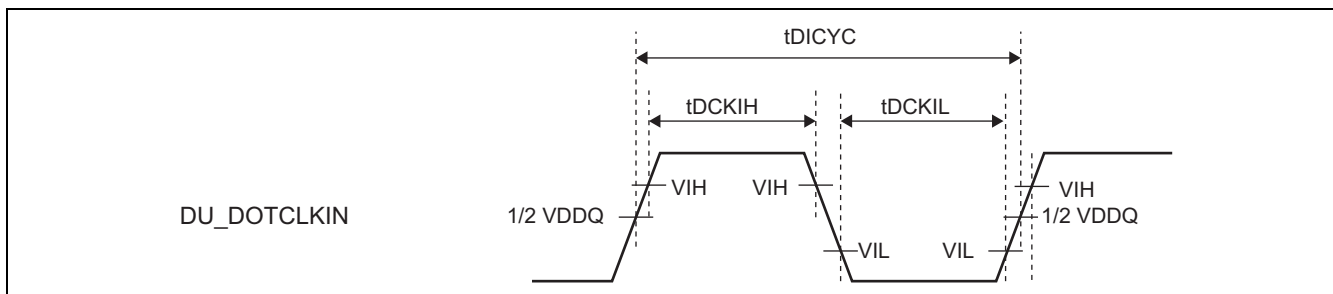 tDICYC
tDCKIH tDCKIL
VIH VIH VIH
DU_DOTCLKIN 1/2 VDDQ 1/2 VDDQ
VIL VIL